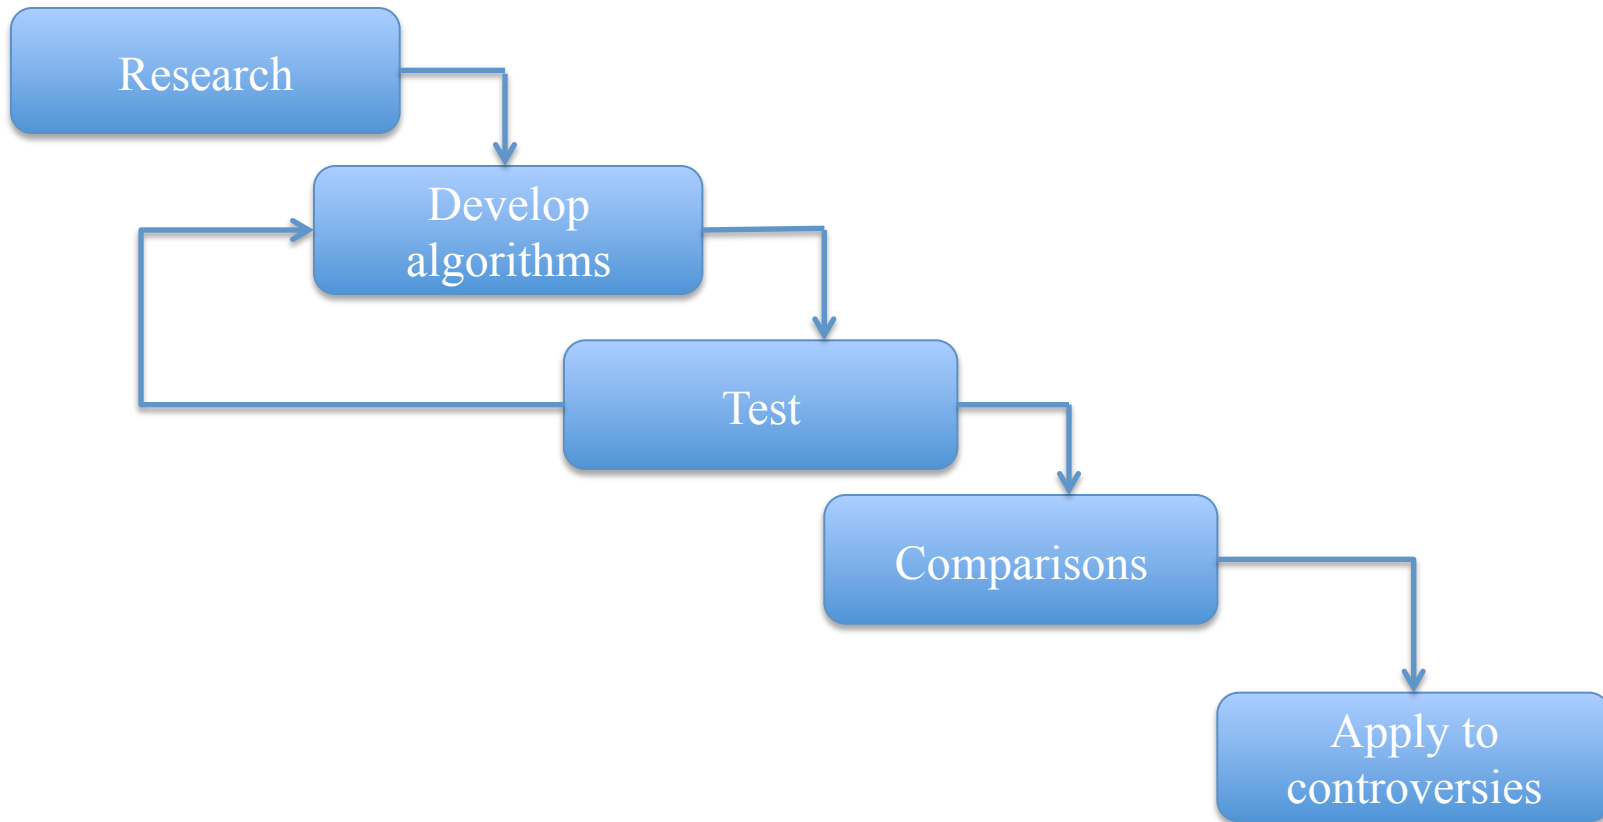 Research
Develop
algorithms
Test
Comparisons
Apply to
controversies